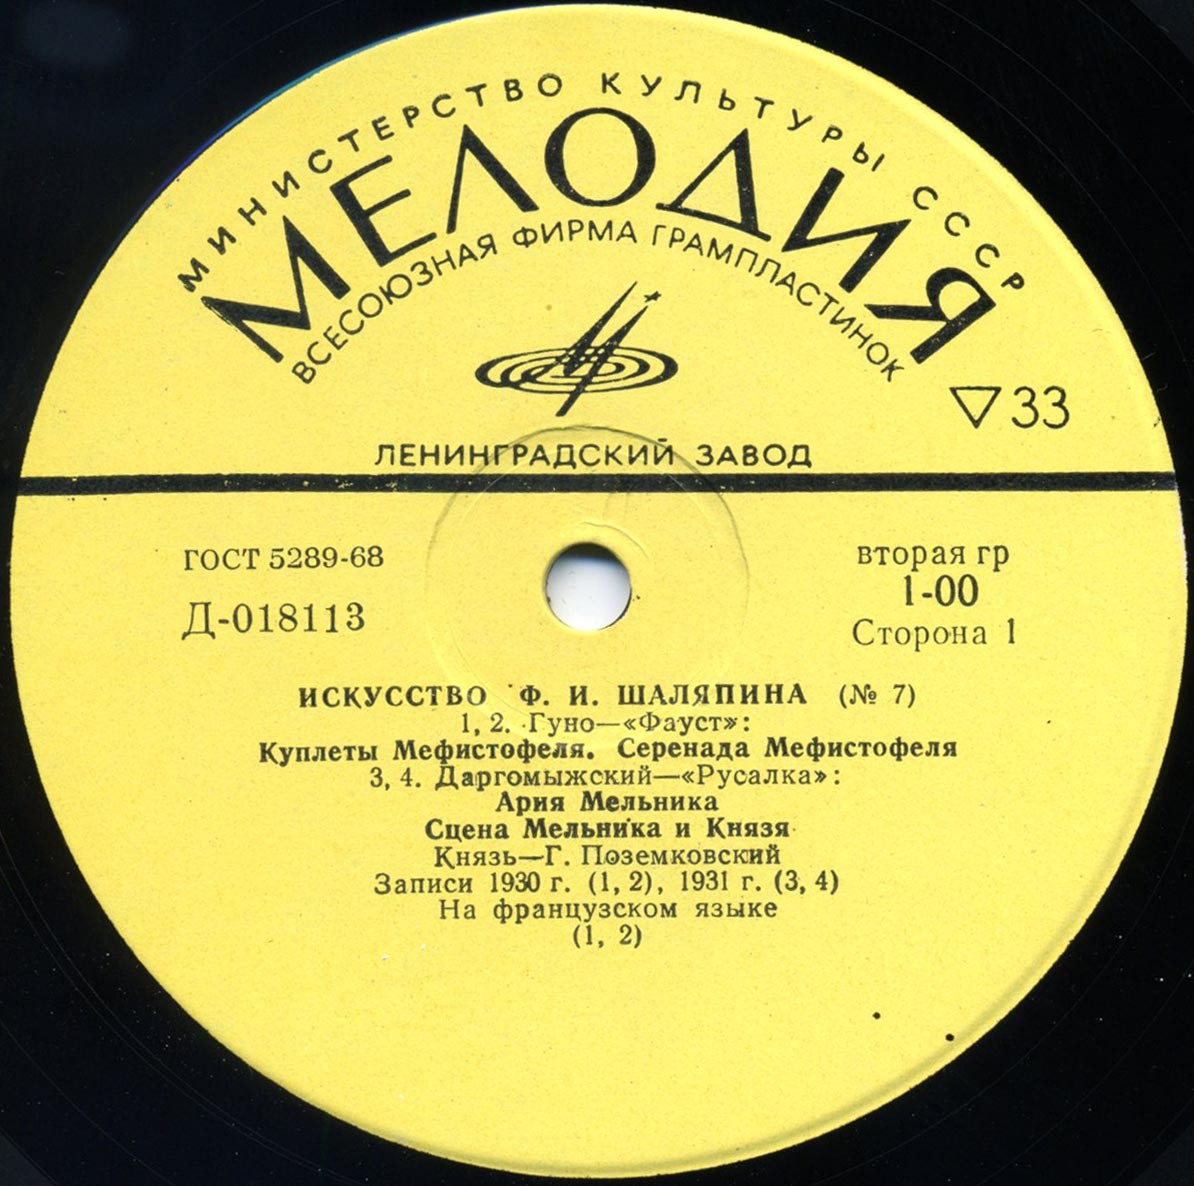 МИНИСТЕРСТВО КУЛЬТУРЫ СССР
МЕЛОДИЯ
ВСЕСОЮЗНАЯ ФИРМА ГРАМПЛАСТИНОК
33
ЛЕНИНГРАДСКИЙ ЗАВОД
ГОСТ 5289-68
Д-018113
вторая гр
1-00
Сторона 1
ИСКУССТВО Ф. И. ШАЛЯПИНА (№ 7)
1, 2. Гуно—«Фауст»:
Куплеты Мефистофеля. Серенада Мефистофеля
3, 4. Даргомыжский—«Русалка»:
Ария Мельника
Сцена Мельника и Князя
Князь—Г. Поземковский
Записи 1930 г. (1, 2), 1931 г. (3, 4)
На французском языке
(1, 2)